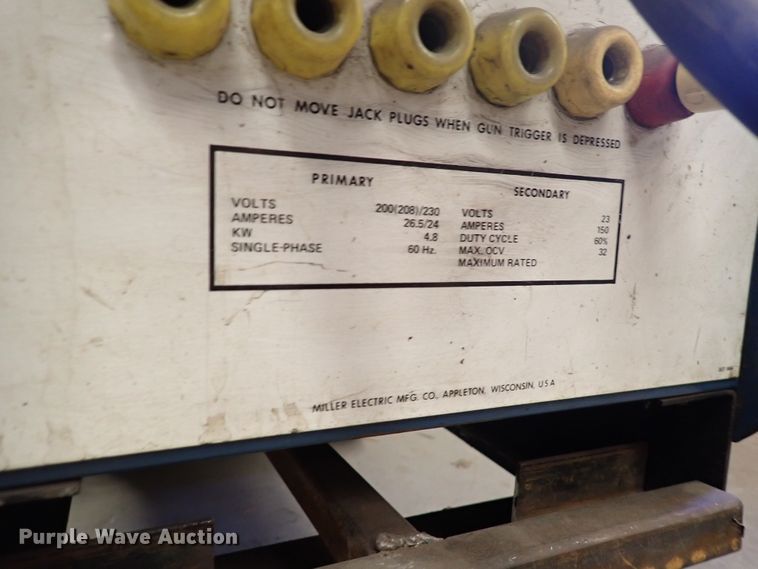 DO NOT MOVE JACK PLUGS WHEN GUN TRIGGER IS DEPRESSED
PRIMARY
VOLTS 200(208)/230
AMPERES 26.5/24
KW 4.8
SINGLE-PHASE 60 Hz.
SECONDARY
VOLTS 23
AMPERES 150
DUTY CYCLE 60%
MAX. OCV 32
MAXIMUM RATED
MILLER ELECTRIC MFG. CO., APPLETON, WISCONSIN, U.S.A
Purple Wave Auction